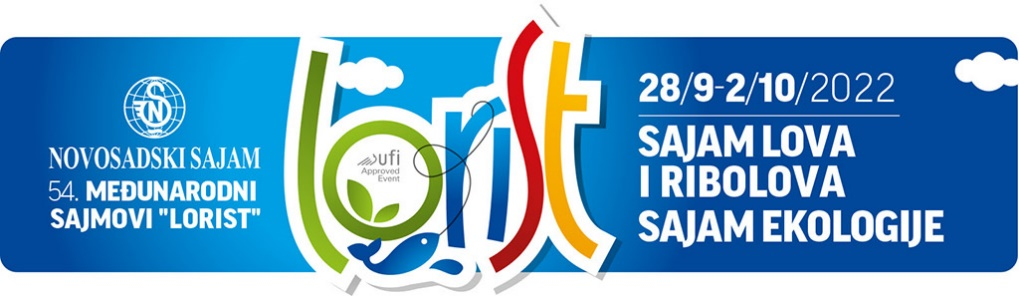 NOVOSADSKI SAJAM
54. MEĐUNARODNI
SAJMOVI "LORIST"
lorist
ufi
Approved
Event
28/9-2/10/2022
SAJAM LOVA
I RIBOLOVA
SAJAM EKOLOGIJE